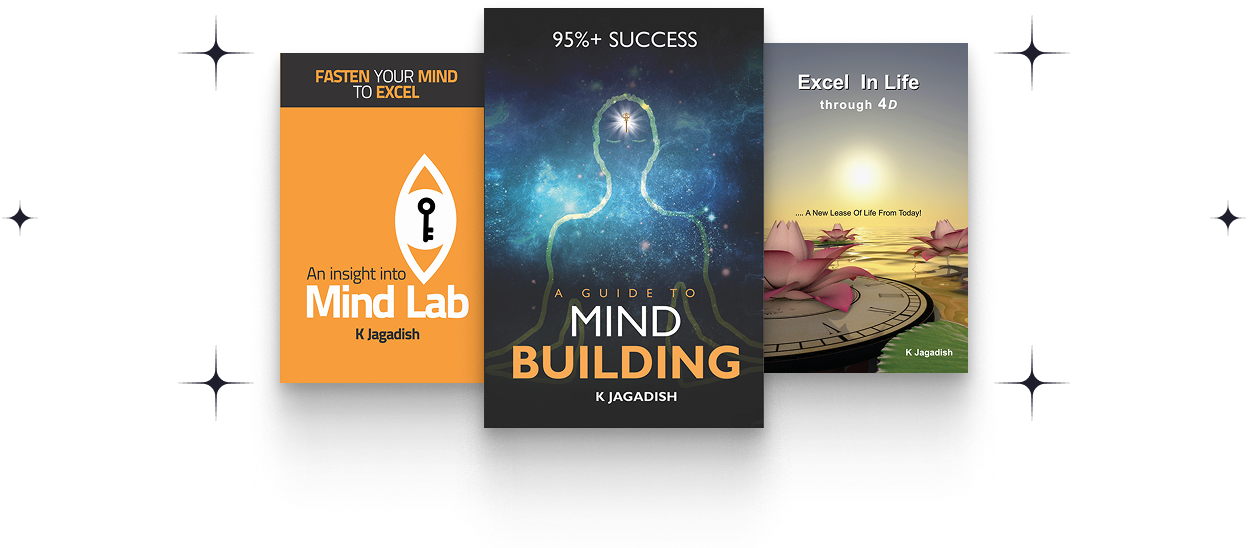 FASTEN YOUR MIND
TO EXCEL
An insight into
Mind Lab
K Jagadish
95%+ SUCCESS
A GUIDE TO
MIND
BUILDING
K JAGADISH
Excel In Life
through 4D
.... A New Lease Of Life From Today!
K Jagadish